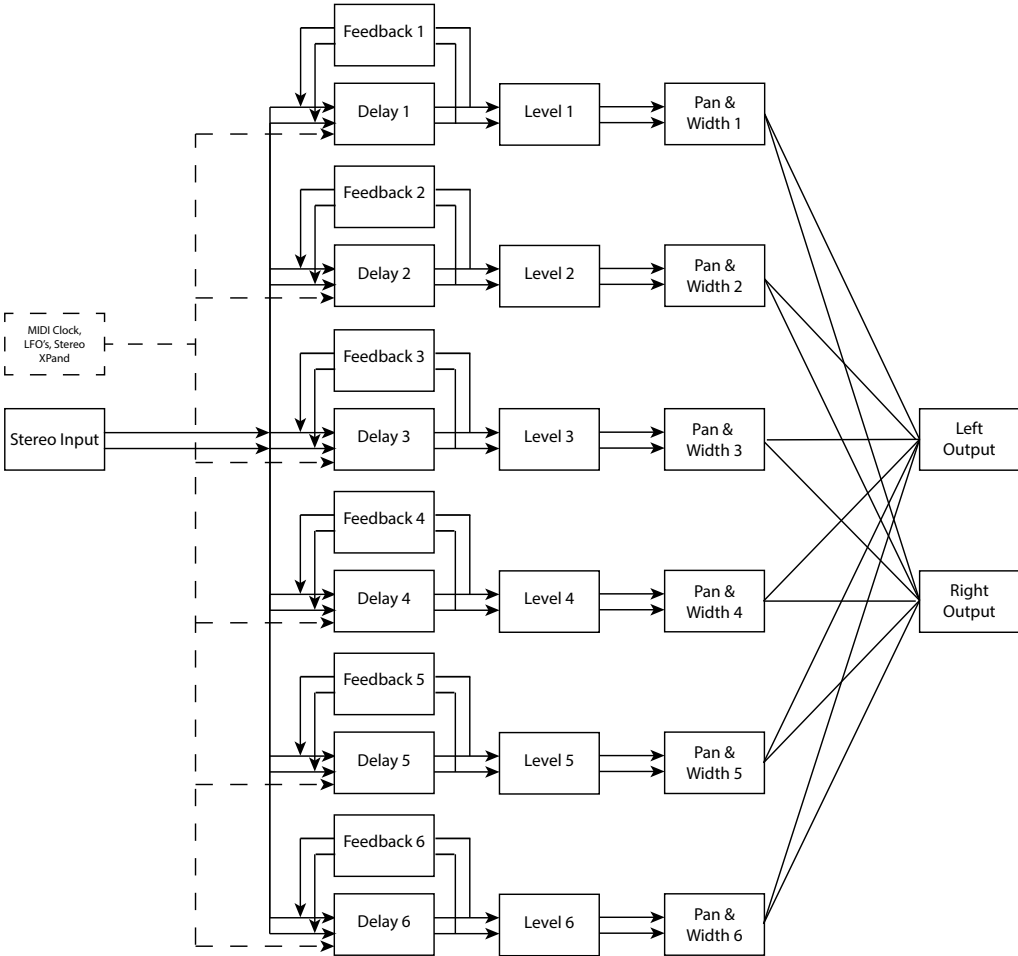 Feedback 1
Delay 1
Level 1
Pan &
Width 1
Feedback 2
Delay 2
Level 2
Pan &
Width 2
MIDI Clock,
LFO's, Stereo
XPand
Feedback 3
Stereo Input
Delay 3
Level 3
Pan &
Width 3
Left
Output
Feedback 4
Delay 4
Level 4
Pan &
Width 4
Right
Output
Feedback 5
Delay 5
Level 5
Pan &
Width 5
Feedback 6
Delay 6
Level 6
Pan &
Width 6